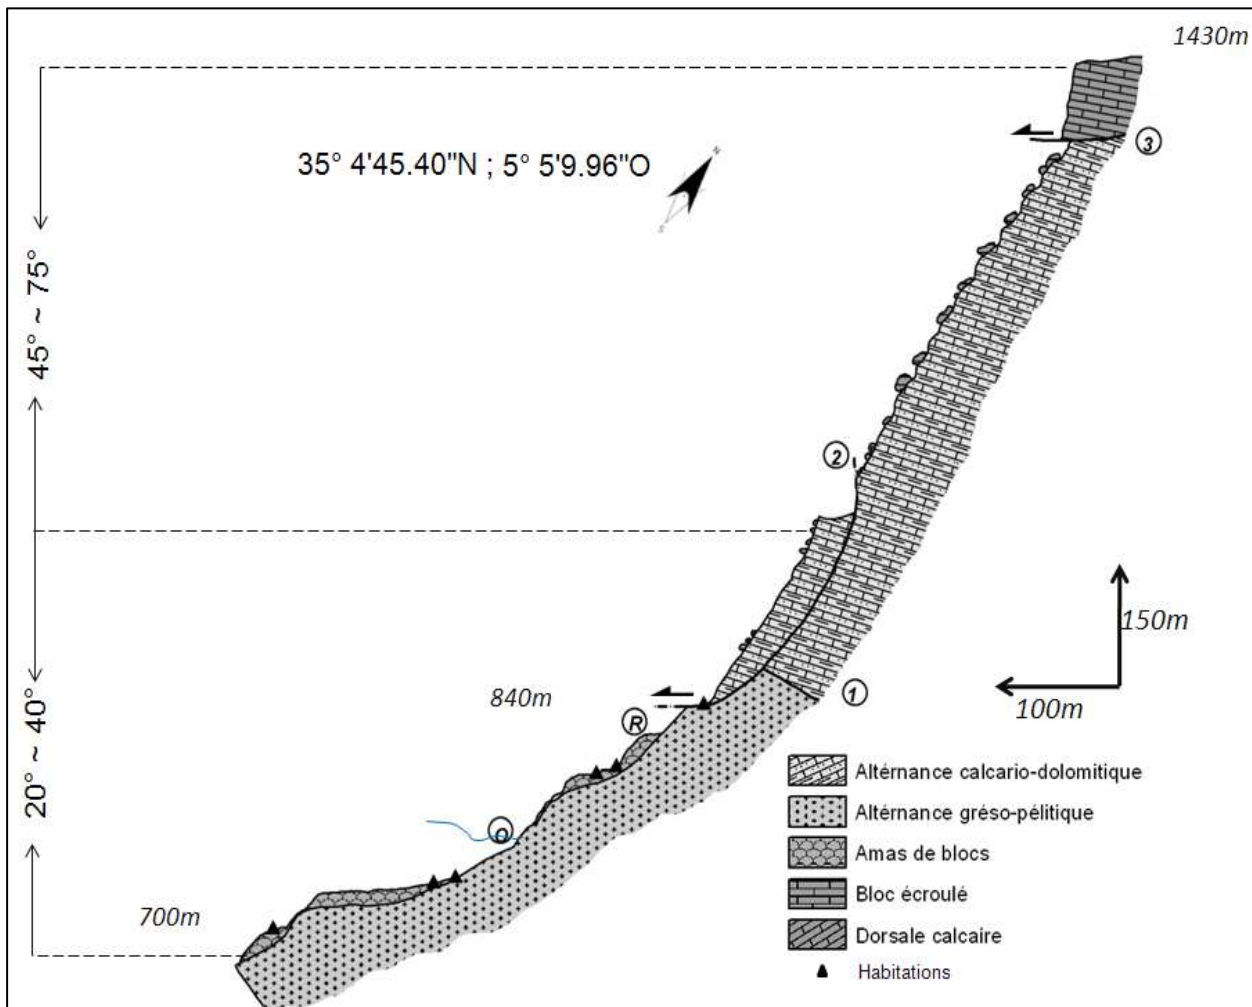 1430m
3
35° 4'45.40"N ; 5° 5'9.96"O
N
S
45° ~ 75°
2
150m
1
100m
840m
R
20° ~ 40°
O
700m
Altérnance calcario-dolomitique
Altérnance gréso-pélitique
Amas de blocs
Bloc écroulé
Dorsale calcaire
Habitations